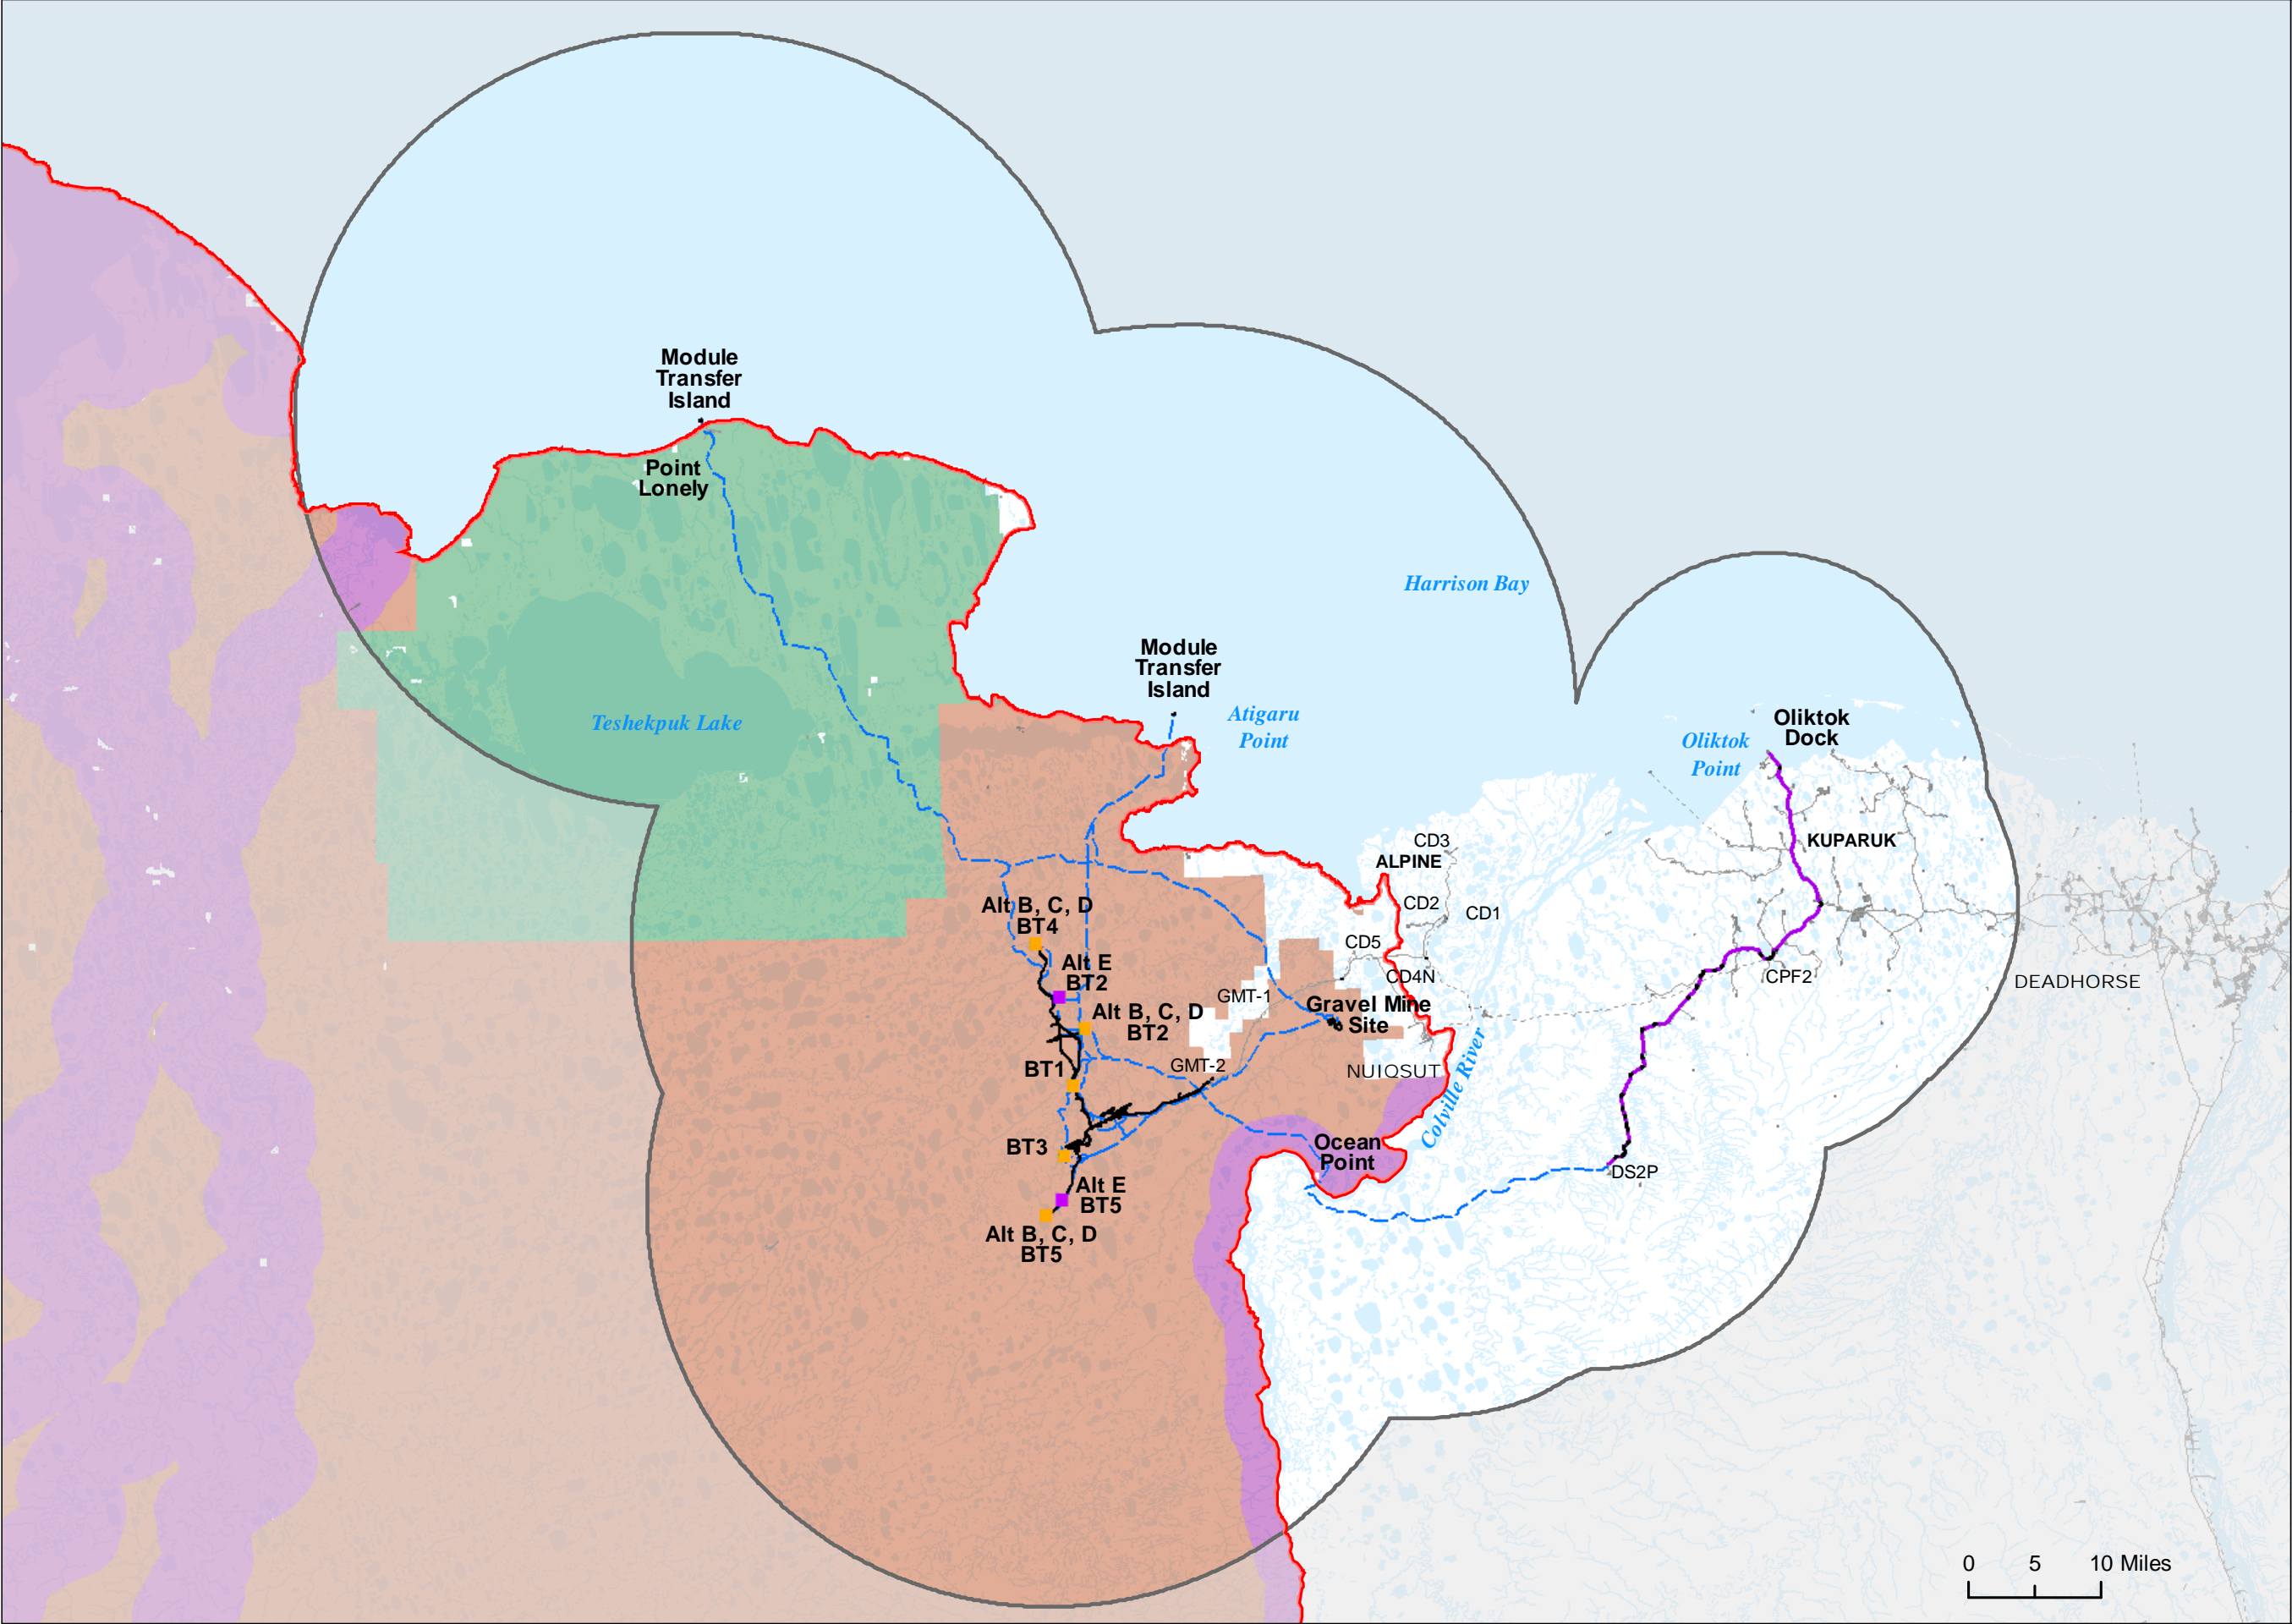 Module
Transfer
Island
Point
Lonely
Harrison Bay
Module
Transfer
Island
Teshekpuk Lake
Atigaru
Point
Oliktok
Dock
Oliktok
Point
CD3
KUPARUK
ALPINE
Alt B, C, D
BT4
CD2
CD1
CD5
Alt E
BT2
CD4N
CPF2
DEADHORSE
GMT-1
Gravel Mine
Site
Alt B, C, D
BT2
BT1
GMT-2
NUIQSUT
Colville River
BT3
Ocean
Point
DS2P
Alt E
BT5
Alt B, C, D
BT5
0 5 10 Miles